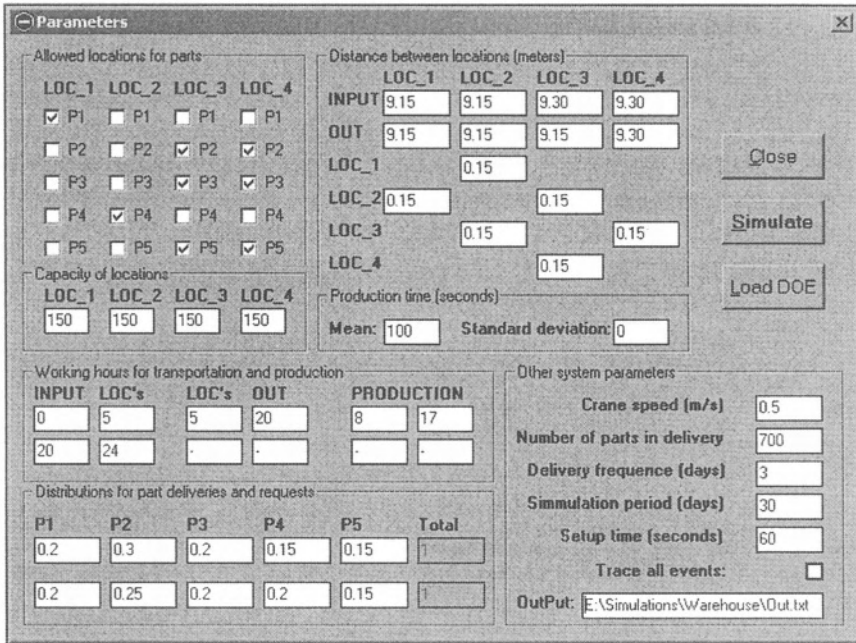 Parameters
Allowed locations for parts
LOC_1 LOC_2 LOC_3 LOC_4
P1 P1 P1 P1
P2 P2 P2 P2
P3 P3 P3 P3
P4 P4 P4 P4
P5 P5 P5 P5
Capacity of locations
LOC_1 LOC_2 LOC_3 LOC_4
150 150 150 150
Distance between locations (meters)
LOC_1 LOC_2 LOC_3 LOC_4
INPUT 9.15 9.15 9.30 9.30
OUT 9.15 9.15 9.15 9.30
LOC_1 0.15
LOC_2 0.15 0.15
LOC_3 0.15 0.15
LOC_4 0.15
Production time (seconds)
Mean: 100 Standard deviation: 0
Close
Simulate
Load DOE
Working hours for transportation and production
INPUT LOC's LOC's OUT PRODUCTION
0 5 5 20 8 17
20 24 - - - -
Distributions for part deliveries and requests
P1 P2 P3 P4 P5 Total
0.2 0.3 0.2 0.15 0.15 1
0.2 0.25 0.2 0.2 0.15 1
Other system parameters
Crane speed (m/s) 0.5
Number of parts in delivery 700
Delivery frequence (days) 3
Simmulation period (days) 30
Setup time (seconds) 60
Trace all events:
OutPut: E:\Simulations\Warehouse\Out.txt